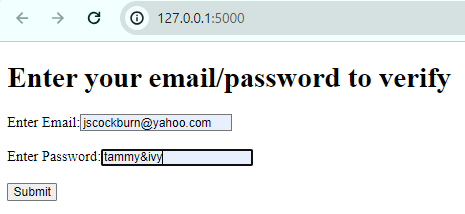 127.0.0.1:5000
Enter your email/password to verify
Enter Email: jscockburn@yahoo.com
Enter Password: tammy&ivy
Submit